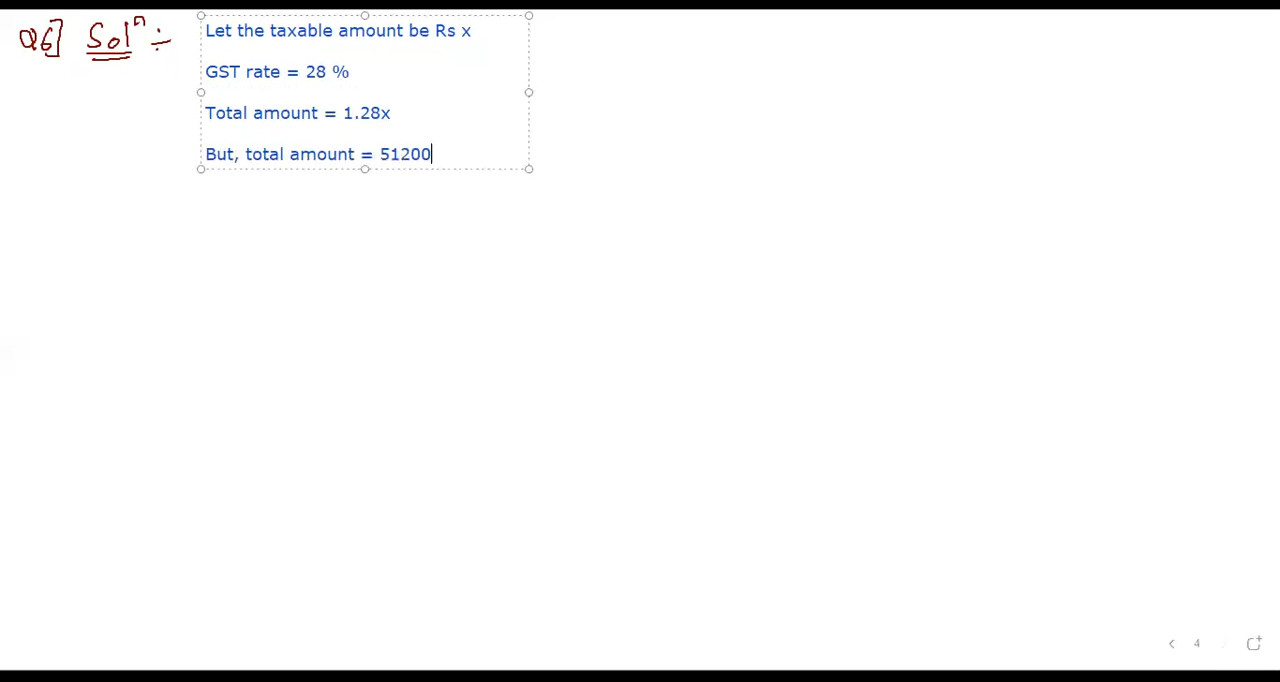 Q6] Solⁿ ÷ Let the taxable amount be Rs x
GST rate = 28 %
Total amount = 1.28x
But, total amount = 51200
4